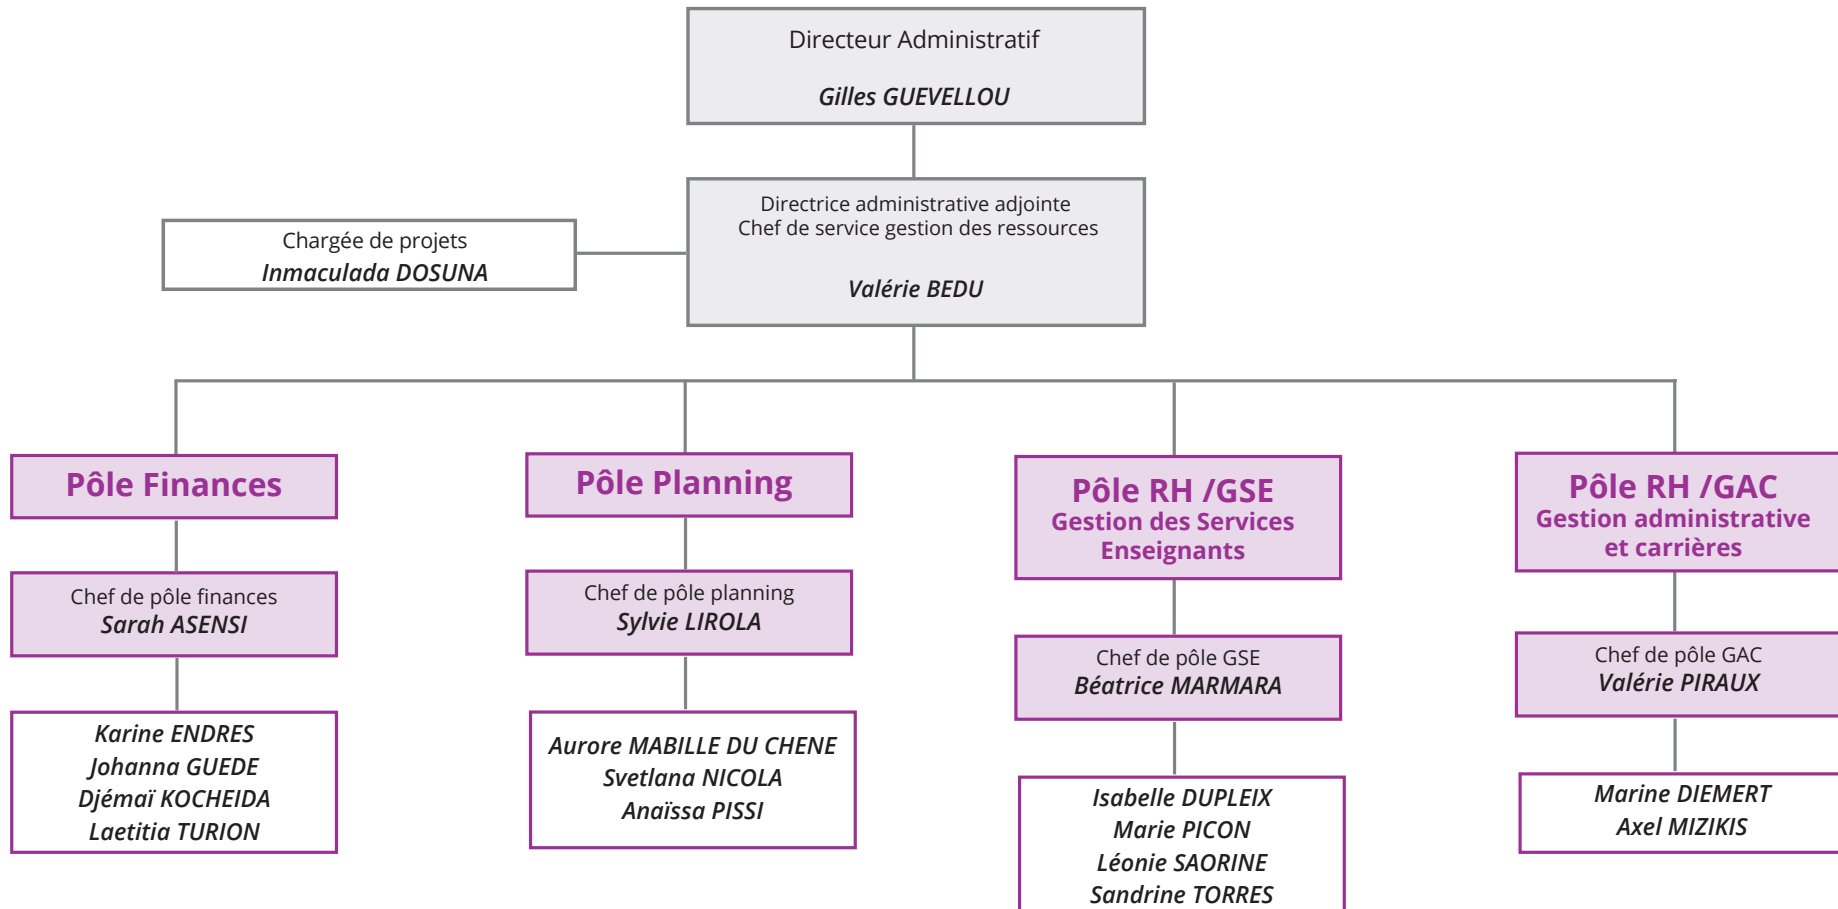 Directeur Administratif
Gilles GUEVELLOU
Directrice administrative adjointe
Chef de service gestion des ressources
Valérie BEDU
Chargée de projets
Inmaculada DOSUNA
Pôle Finances
Chef de pôle finances
Sarah ASENSI
Karine ENDRES
Johanna GUEDE
Djémaï KOCHEIDA
Laetitia TURION
Pôle Planning
Chef de pôle planning
Sylvie LIROLA
Aurore MABILLE DU CHENE
Svetlana NICOLA
Anaïssa PISSI
Pôle RH /GSE
Gestion des Services
Enseignants
Chef de pôle GSE
Béatrice MARMARA
Isabelle DUPLEIX
Marie PICON
Léonie SAORINE
Sandrine TORRES
Pôle RH /GAC
Gestion administrative
et carrières
Chef de pôle GAC
Valérie PIRAUX
Marine DIEMERT
Axel MIZIKIS